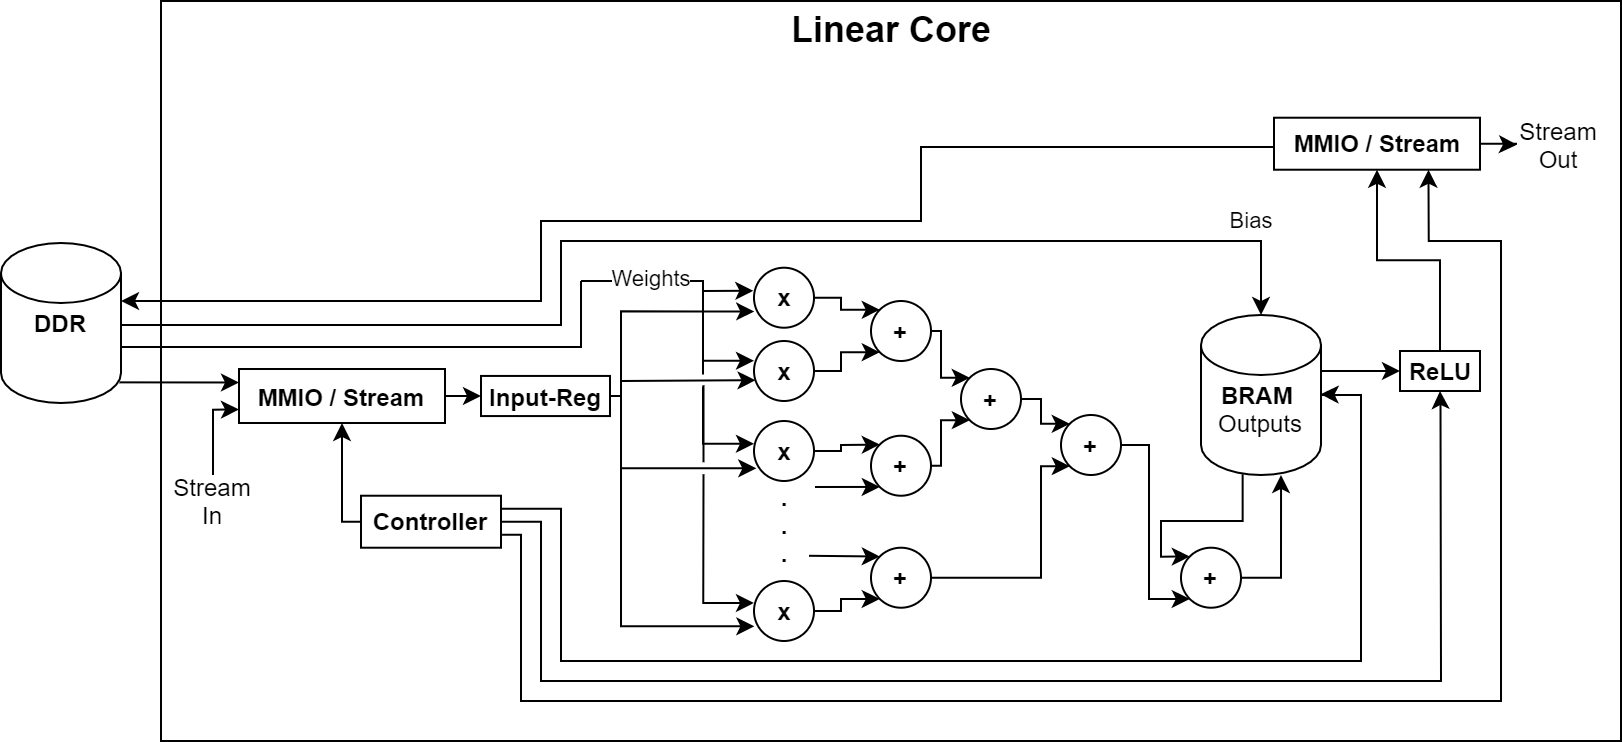 Linear Core
MMIO / Stream
Stream
Out
Bias
Weights
DDR
x
+
x
+
MMIO / Stream
Input-Reg
BRAM
Outputs
ReLU
x
+
+
Stream
In
Controller
.
.
.
+
+
x